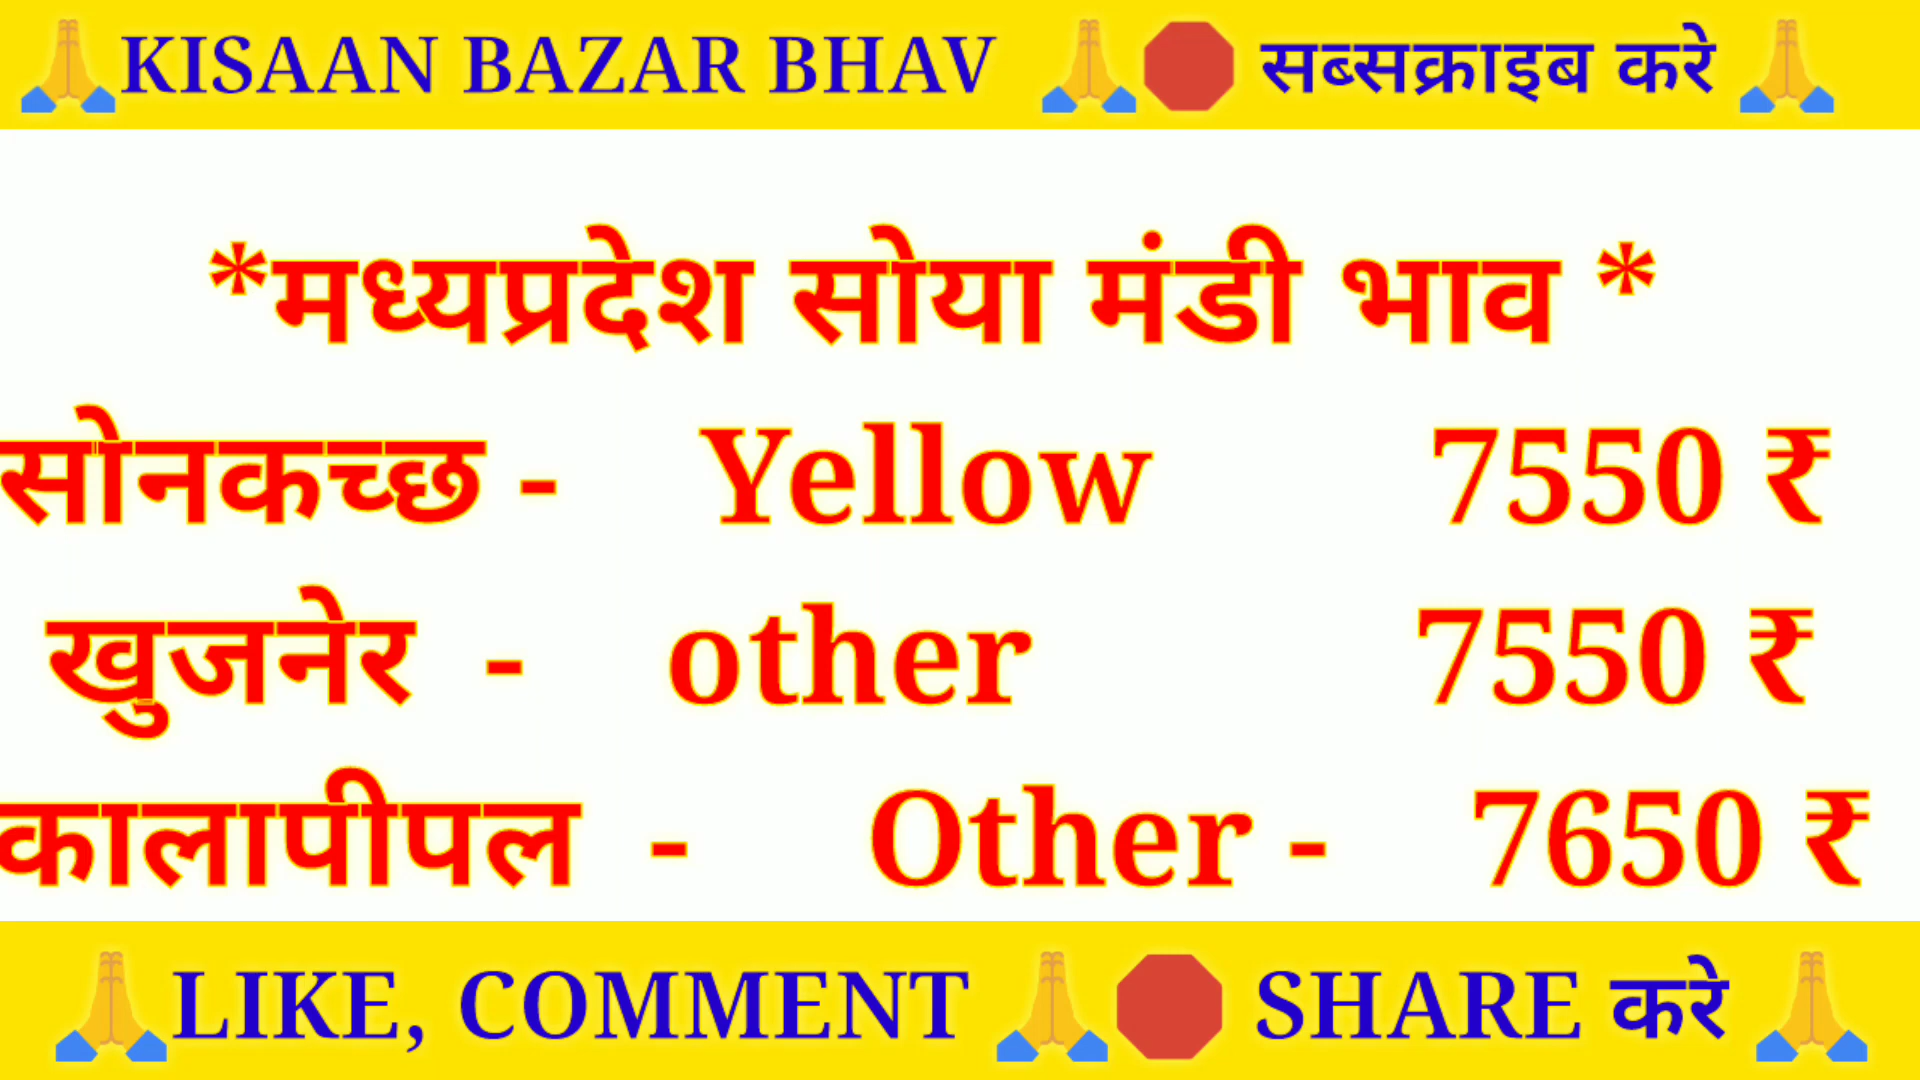 🙏KISAAN BAZAR BHAV 🙏🛑 सब्सक्राइब करे 🙏
*मध्यप्रदेश सोया मंडी भाव *
सोनकच्छ - Yellow 7550 ₹
खुजनेर - other 7550 ₹
कालापीपल - Other - 7650 ₹
🙏LIKE, COMMENT 🙏🛑 SHARE करे 🙏